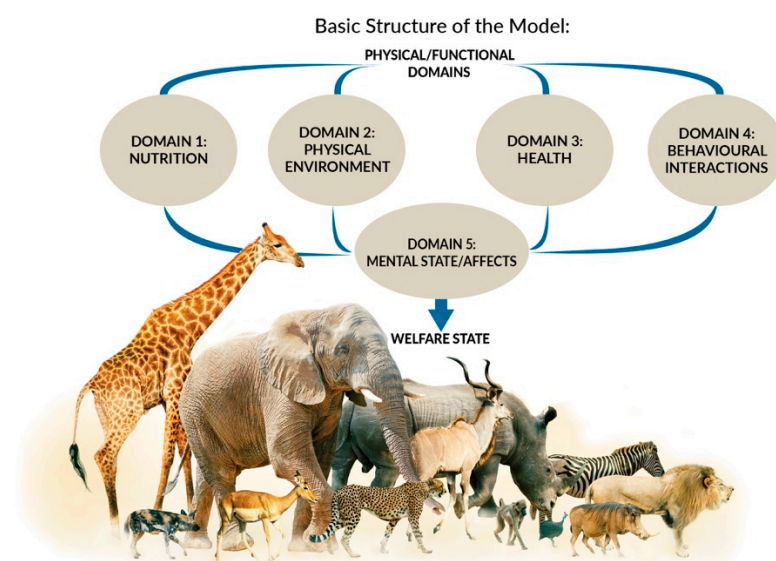 Basic Structure of the Model:
PHYSICAL/FUNCTIONAL
DOMAINS
DOMAIN 1:
NUTRITION
DOMAIN 2:
PHYSICAL
ENVIRONMENT
DOMAIN 3:
HEALTH
DOMAIN 4:
BEHAVIOURAL
INTERACTIONS
DOMAIN 5:
MENTAL STATE/AFFECTS
WELFARE STATE